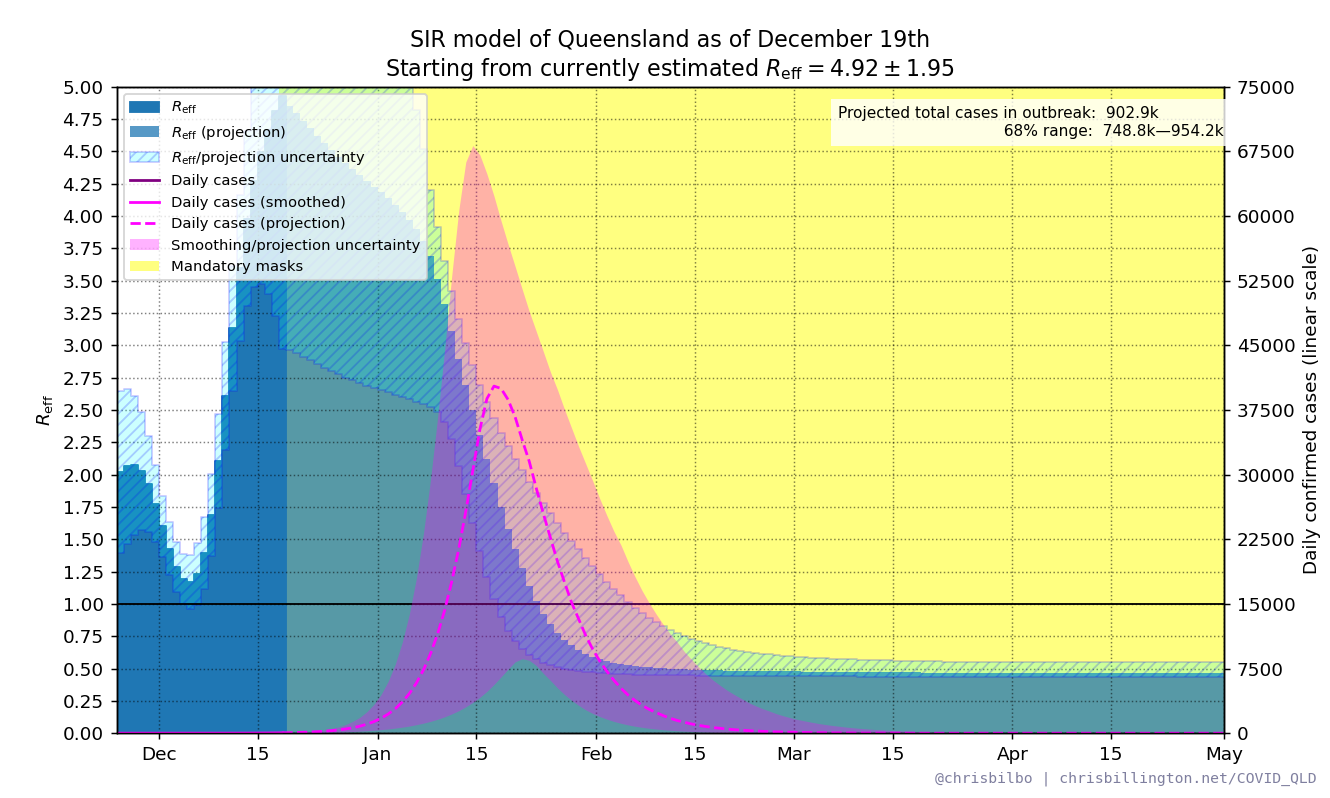 SIR model of Queensland as of December 19th
Starting from currently estimated Reff = 4.92 ± 1.95
Reff
Reff (projection)
Reff/projection uncertainty
Daily cases
Daily cases (smoothed)
Daily cases (projection)
Smoothing/projection uncertainty
Mandatory masks
Projected total cases in outbreak: 902.9k
68% range: 748.8k—954.2k
5.00
4.75
4.50
4.25
4.00
3.75
3.50
3.25
3.00
2.75
2.50
2.25
2.00
1.75
1.50
1.25
1.00
0.75
0.50
0.25
0.00
Reff
75000
67500
60000
52500
45000
37500
30000
22500
15000
7500
0
Daily confirmed cases (linear scale)
Dec 15 Jan 15 Feb 15 Mar 15 Apr 15 May
@chrisbilbo | chrisbillington.net/COVID_QLD